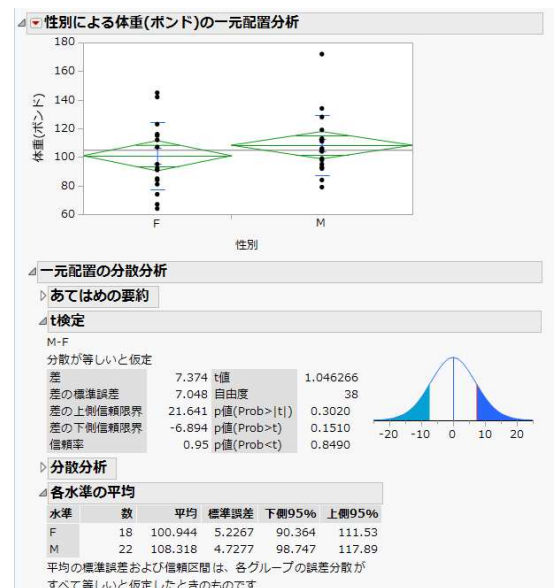 性別による体重(ポンド)の一元配置分析
180
160
140
120
100
80
60
体重(ポンド)
F M
性別
一元配置の分散分析
あてはめの要約
t検定
M-F
分散が等しいと仮定
差 7.374 t値 1.046266
差の標準誤差 7.048 自由度 38
差の上側信頼限界 21.641 p値(Prob>|t|) 0.3020
差の下側信頼限界 -6.894 p値(Prob>t) 0.1510
信頼率 0.95 p値(Prob<t) 0.8490
-20 -10 0 10 20
分散分析
各水準の平均
水準 数 平均 標準誤差 下側95% 上側95%
F 18 100.944 5.2267 90.364 111.53
M 22 108.318 4.7277 98.747 117.89
平均の標準誤差および信頼区間は、各グループの誤差分散が
すべて等しいと仮定したときのものです